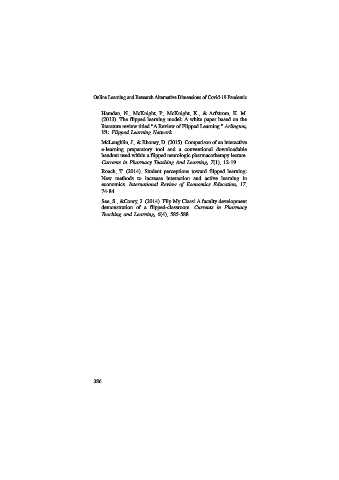 Online Learning and Research Alternative Dimensions of Covid-19 Pandemic
Hamdan, N., McKnight, P., McKnight, K., & Arfstrom, K. M.
(2013). The flipped learning model: A white paper based on the
literature review titled "A Review of Flipped Learning." Arlington,
VA: Flipped Learning Network.
McLaughlin, J., & Rhoney, D. (2015). Comparison of an interactive
e-learning preparatory tool and a conventional downloadable
handout used within a flipped neurologic pharmacotherapy lecture.
Currents in Pharmacy Teaching And Learning, 7(1), 12-19.
Roach, T. (2014). Student perceptions toward flipped learning:
New methods to increase interaction and active learning in
economics. International Review of Economics Education, 17,
74-84.
See, S., &Conry, J. (2014). Flip My Class! A faculty development
demonstration of a flipped-classroom. Currents in Pharmacy
Teaching and Learning, 6(4), 585-588.
386